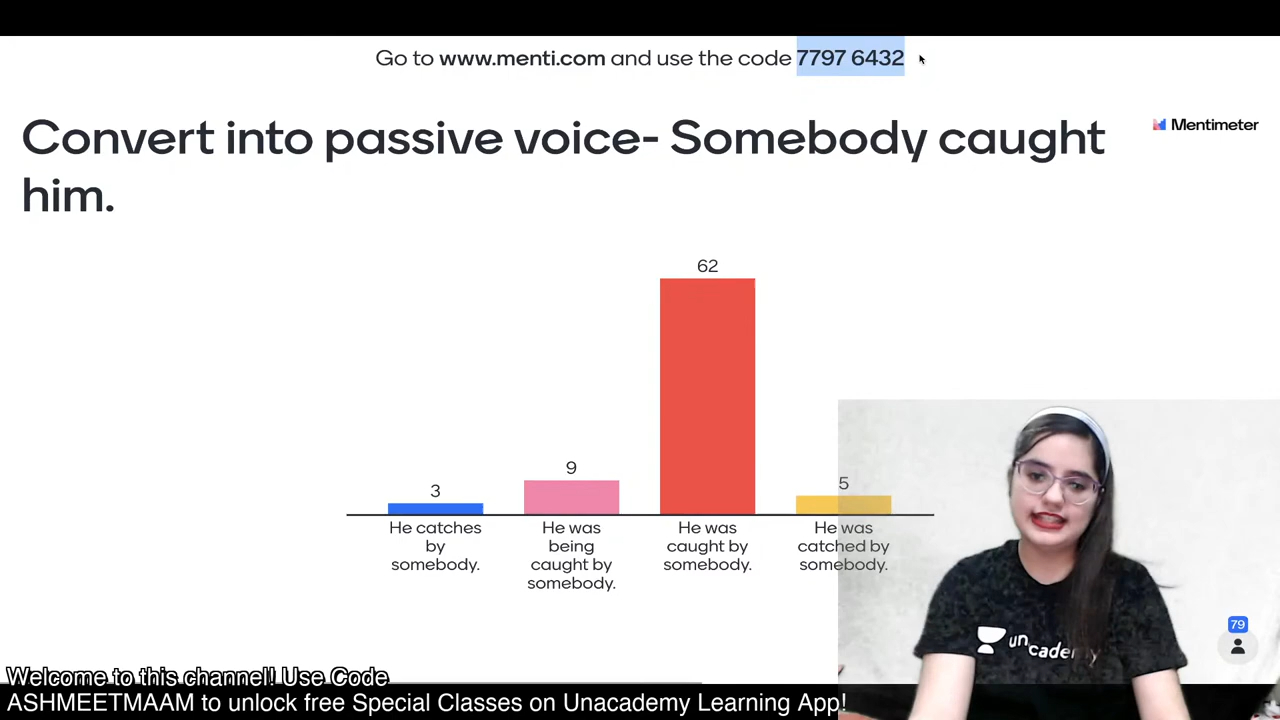 Go to www.menti.com and use the code 7797 6432
Convert into passive voice- Somebody caught
him.
Mentimeter
62
9
3
5
He catches
by
somebody.
He was
being
caught by
somebody.
He was
caught by
somebody.
He was
catched by
somebody.
unacademy
79
Welcome to this channel! Use Code
ASHMEETMAAM to unlock free Special Classes on Unacademy Learning App!